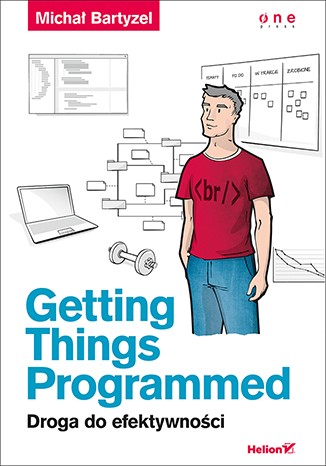 Michał Bartyzel
one
press
TEMATY
TO DO
W TRAKCIE
ZROBIONE
<br/>
Getting
Things
Programmed
Droga do efektywności
Helion